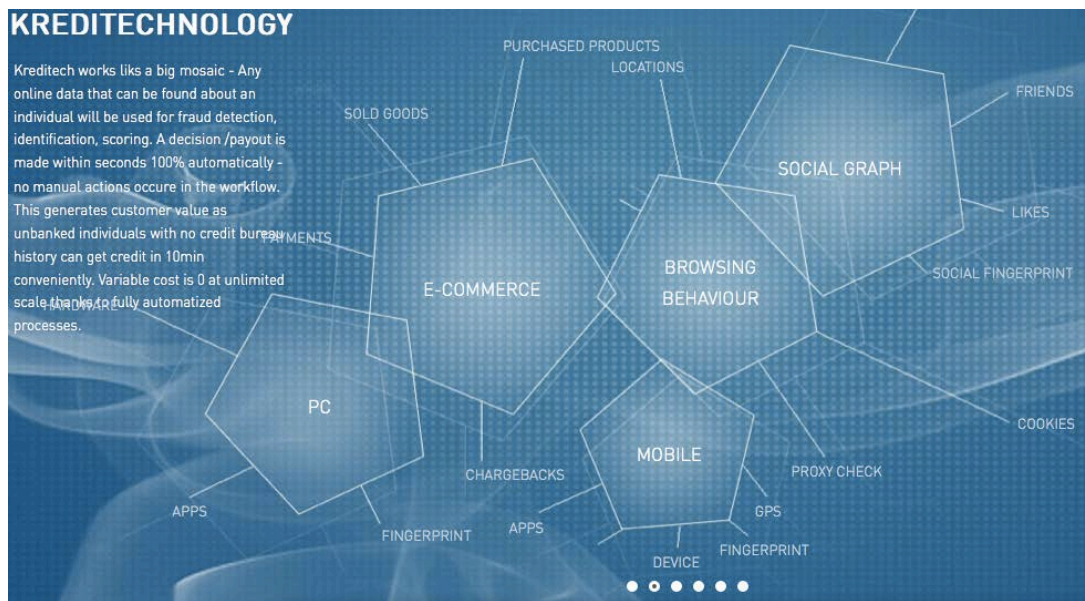 KREDITECHNOLOGY
Kreditech works like a big mosaic - Any
online data that can be found about an
individual will be used for fraud detection,
identification, scoring. A decision /payout is
made within seconds 100% automatically -
no manual actions occure in the workflow.
This generates customer value as
unbanked individuals with no credit bureau
history can get credit in 10min
conveniently. Variable cost is 0 at unlimited
scale thanks to fully automatized
processes.
PURCHASED PRODUCTS
LOCATIONS
FRIENDS
SOLD GOODS
SOCIAL GRAPH
LIKES
PAYMENTS
BROWSING
BEHAVIOUR
SOCIAL FINGERPRINT
E-COMMERCE
HARDWARE
PC
COOKIES
MOBILE
PROXY CHECK
CHARGEBACKS
APPS
GPS
APPS
FINGERPRINT
FINGERPRINT
DEVICE